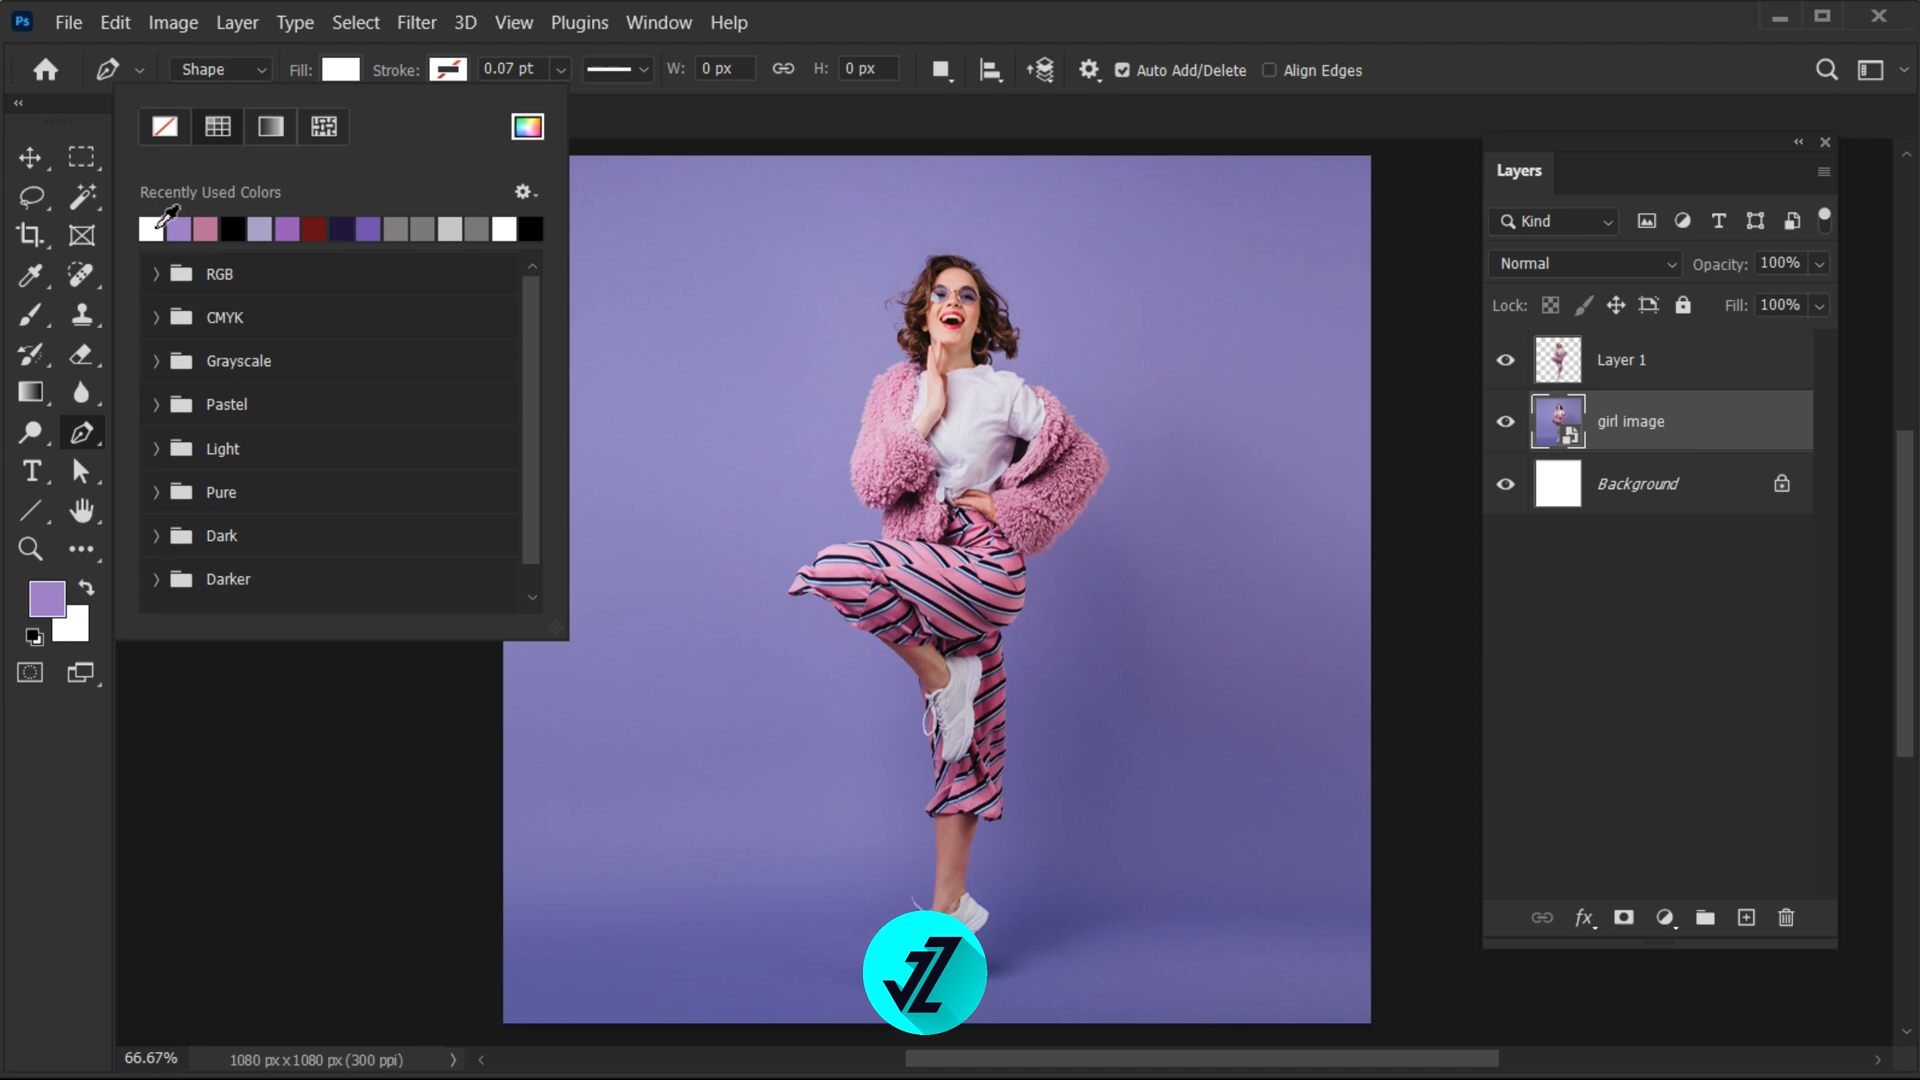 Ps File Edit Image Layer Type Select Filter 3D View Plugins Window Help
Shape Fill: Stroke: 0.07 pt W: 0 px H: 0 px Auto Add/Delete Align Edges
Recently Used Colors
RGB
CMYK
Grayscale
Pastel
Light
Pure
Dark
Darker
Layers
Kind
Normal Opacity: 100%
Lock: Fill: 100%
Layer 1
girl image
Background
fx
66.67% 1080 px x 1080 px (300 ppi)